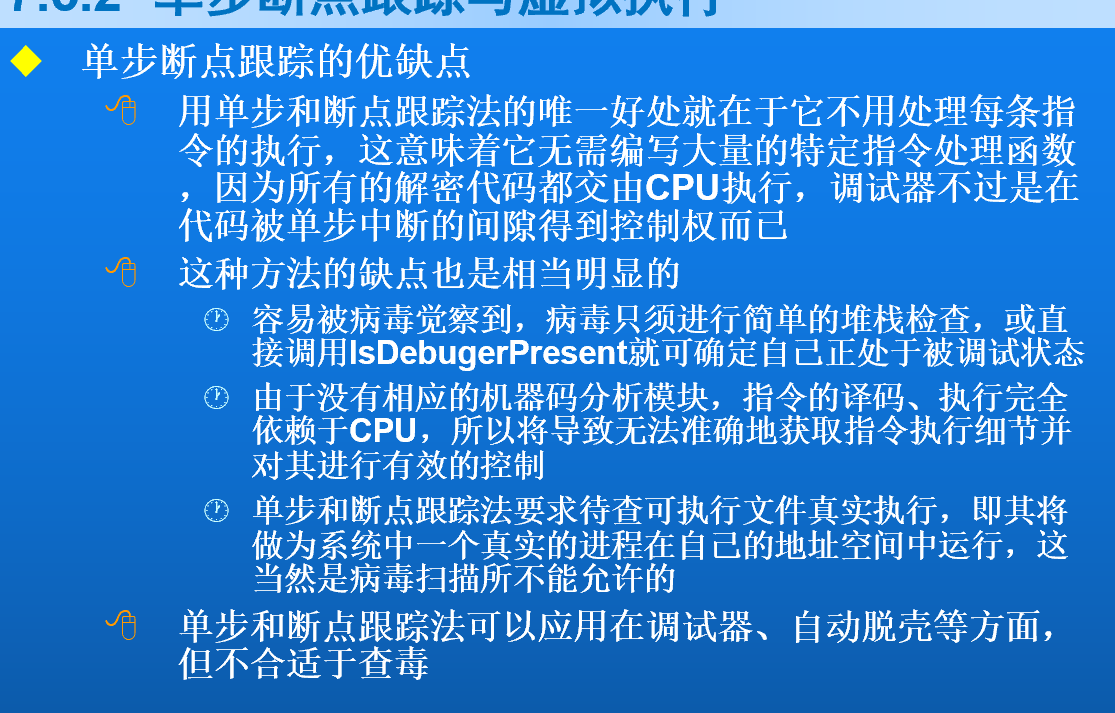 7.6.2 单步断点跟踪与虚拟执行
单步断点跟踪的优缺点
用单步和断点跟踪法的唯一好处就在于它不用处理每条指
令的执行，这意味着它无需编写大量的特定指令处理函数
，因为所有的解密代码都交由CPU执行，调试器不过是在
代码被单步中断的间隙得到控制权而已
这种方法的缺点也是相当明显的
容易被病毒觉察到，病毒只须进行简单的堆栈检查，或直
接调用IsDebugerPresent就可确定自己正处于被调试状态
由于没有相应的机器码分析模块，指令的译码、执行完全
依赖于CPU，所以将导致无法准确地获取指令执行细节并
对其进行有效的控制
单步和断点跟踪法要求待查可执行文件真实执行，即其将
做为系统中一个真实的进程在自己的地址空间中运行，这
当然是病毒扫描所不能允许的
单步和断点跟踪法可以应用在调试器、自动脱壳等方面，
但不合适于查毒